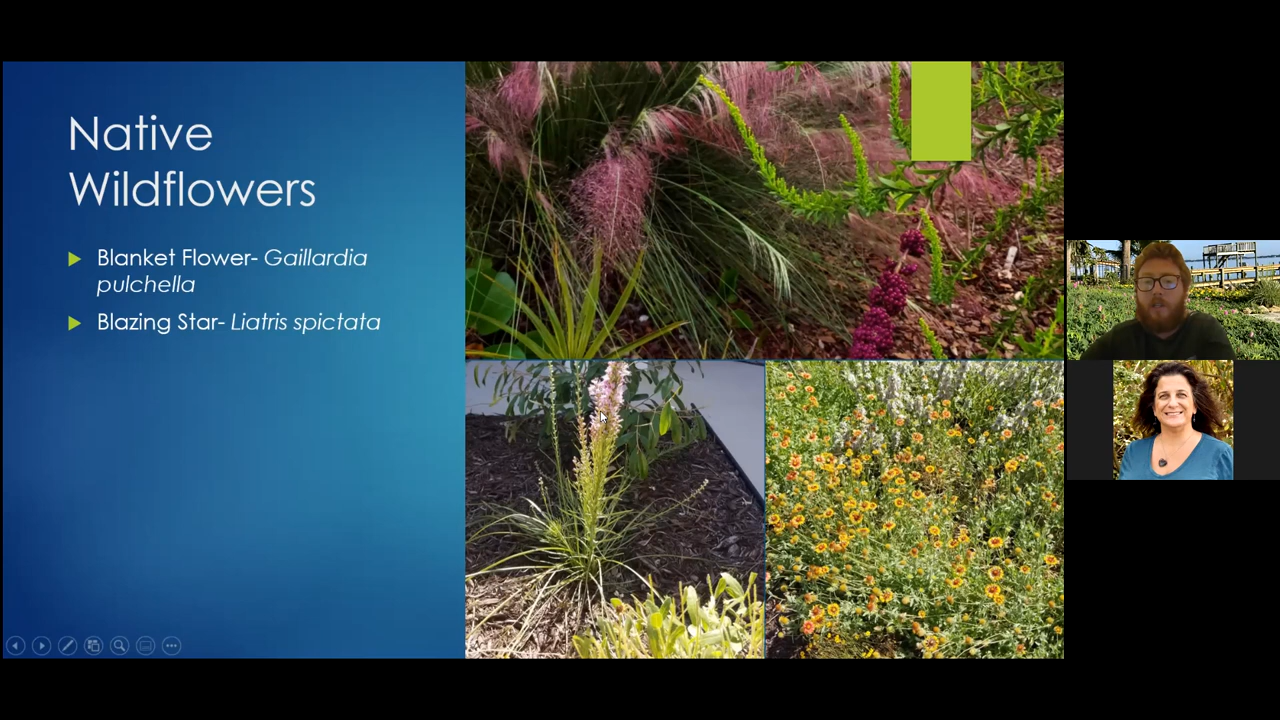 Native
Wildflowers
Blanket Flower- Gaillardia
pulchella
Blazing Star- Liatris spictata